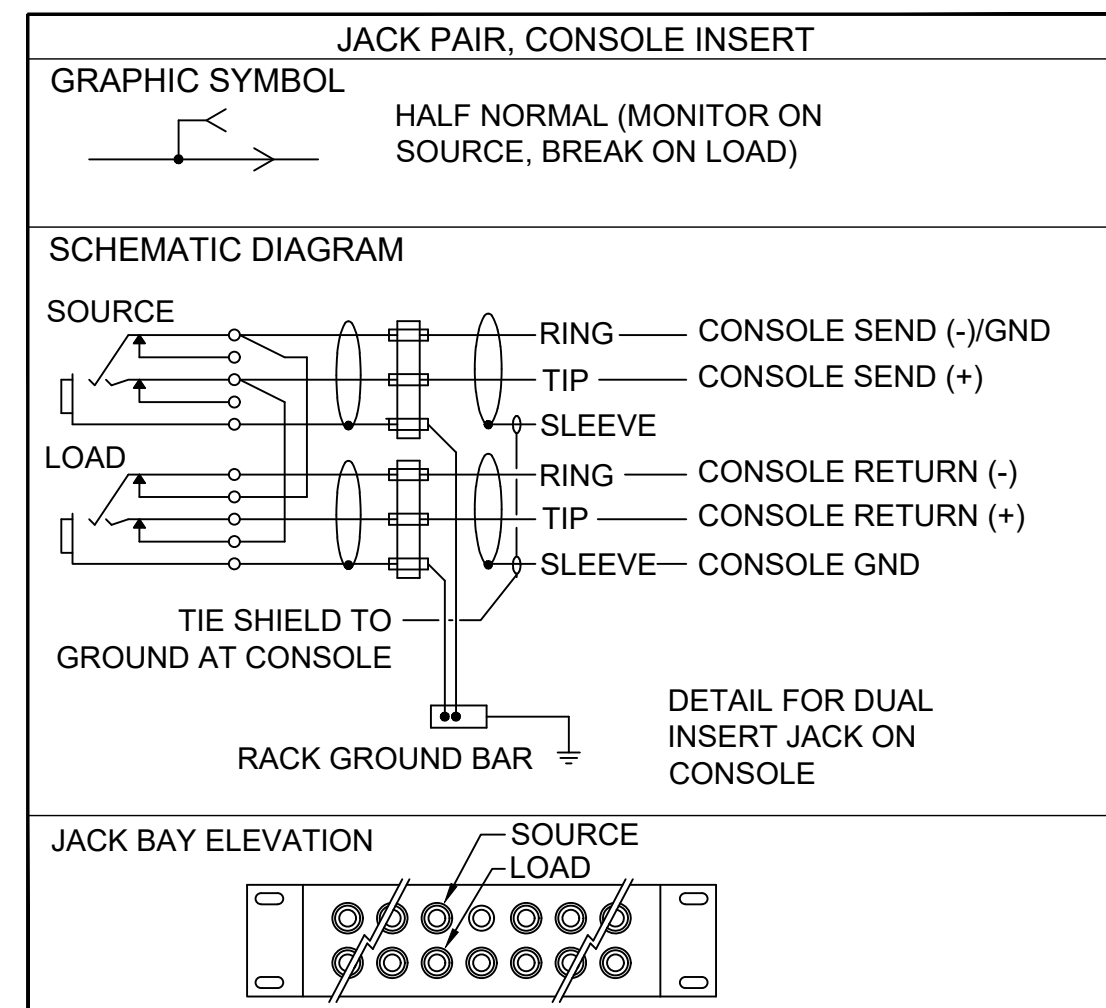 JACK PAIR, CONSOLE INSERT
GRAPHIC SYMBOL
HALF NORMAL (MONITOR ON
SOURCE, BREAK ON LOAD)
SCHEMATIC DIAGRAM
SOURCE
RING CONSOLE SEND (-)/GND
TIP CONSOLE SEND (+)
SLEEVE
LOAD
RING CONSOLE RETURN (-)
TIP CONSOLE RETURN (+)
SLEEVE CONSOLE GND
TIE SHIELD TO
GROUND AT CONSOLE
RACK GROUND BAR
DETAIL FOR DUAL
INSERT JACK ON
CONSOLE
JACK BAY ELEVATION
SOURCE
LOAD